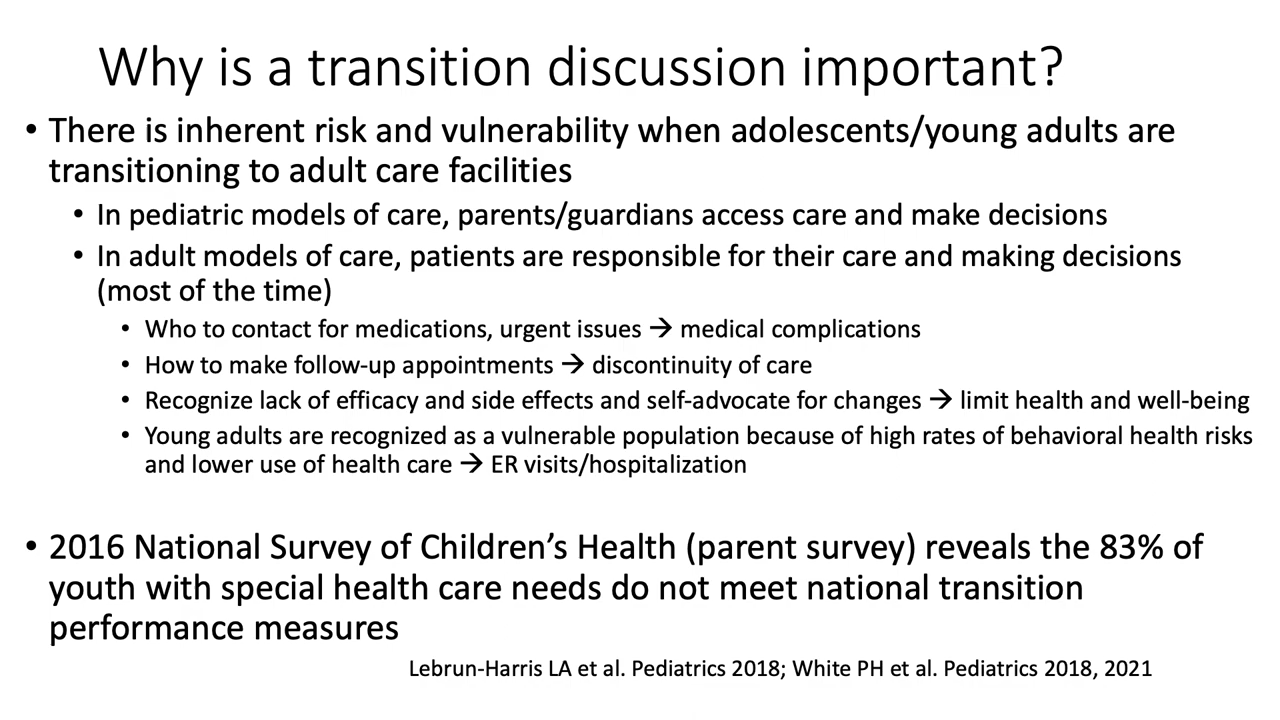 Why is a transition discussion important?
• There is inherent risk and vulnerability when adolescents/young adults are
transitioning to adult care facilities
• In pediatric models of care, parents/guardians access care and make decisions
• In adult models of care, patients are responsible for their care and making decisions
(most of the time)
• Who to contact for medications, urgent issues → medical complications
• How to make follow-up appointments → discontinuity of care
• Recognize lack of efficacy and side effects and self-advocate for changes → limit health and well-being
• Young adults are recognized as a vulnerable population because of high rates of behavioral health risks
and lower use of health care → ER visits/hospitalization
• 2016 National Survey of Children’s Health (parent survey) reveals the 83% of
youth with special health care needs do not meet national transition
performance measures
Lebrun-Harris LA et al. Pediatrics 2018; White PH et al. Pediatrics 2018, 2021